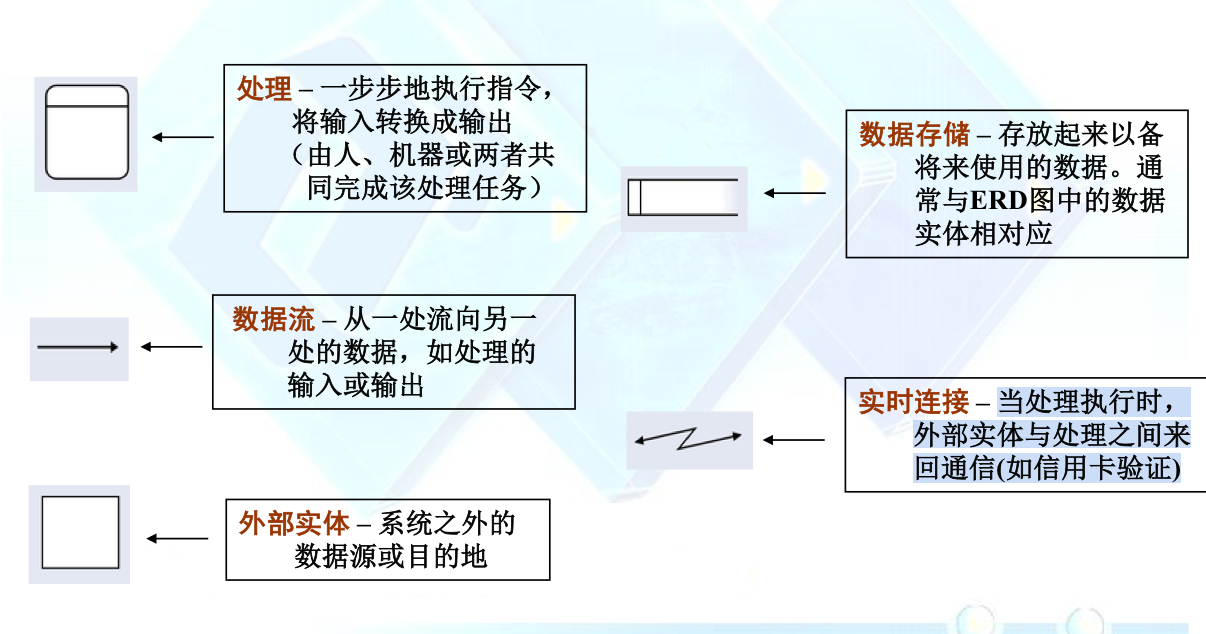 处理 – 一步步地执行指令，
将输入转换成输出
（由人、机器或两者共
同完成该处理任务）
数据存储 – 存放起来以备
将来使用的数据。通
常与ERD图中的数据
实体相对应
数据流 – 从一处流向另一
处的数据，如处理的
输入或输出
实时连接 – 当处理执行时，
外部实体与处理之间来
回通信(如信用卡验证)
外部实体 – 系统之外的
数据源或目的地